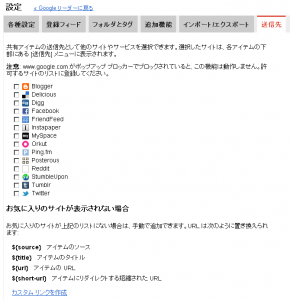 設定
« Google リーダーに戻る
各種設定
登録フィード
フォルダとタグ
追加機能
インポート/エクスポート
送信先
共有アイテムの送信先として他のサイトやサービスを選択できます。選択したサイトは、各アイテムの下
部にある [送信先] メニューに表示されます。
注意: www.google.com がポップアップ ブロッカーでブロックされていると、この機能は動作しません。許
可するサイトのリストに登録してください。
Blogger
Delicious
Digg
Facebook
FriendFeed
Instapaper
MySpace
Orkut
Ping.fm
Posterous
Reddit
StumbleUpon
Tumblr
Twitter
お気に入りのサイトが表示されない場合
お気に入りのサイトが上記のリストにない場合は、手動で追加できます。URL は次のように置き換えられ
ます:
${source} アイテムのソース
${title} アイテムのタイトル
${url} アイテムの URL
${short-url} アイテムにリダイレクトする短縮された URL
カスタム リンクを作成